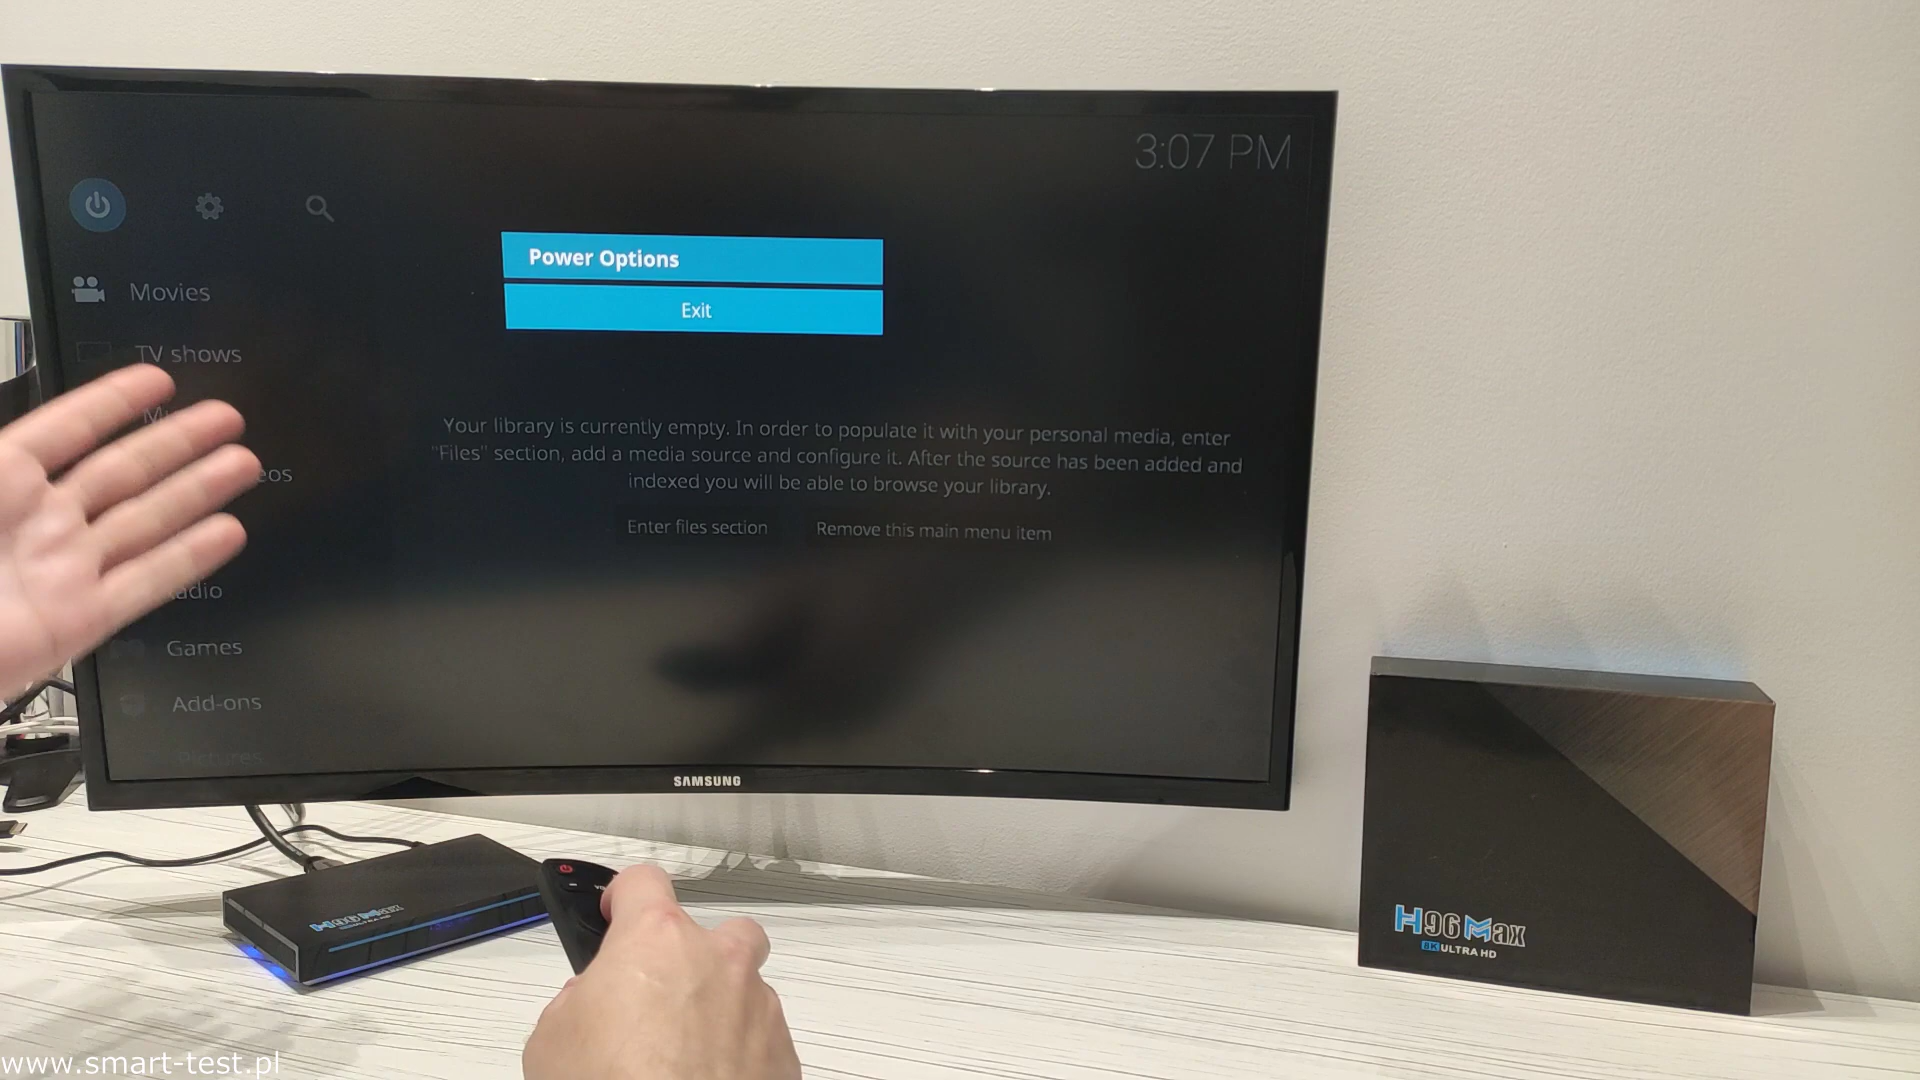 3:07 PM
Power Options
Exit
Movies
TV shows
Your library is currently empty. In order to populate it with your personal media, enter
"Files" section, add a media source and configure it. After the source has been added and
indexed you will be able to browse your library.
Enter files section
Remove this main menu item
Games
Add-ons
Pictures
SAMSUNG
H96 Max
H96 Max
8K ULTRA HD
www.smart-test.pl